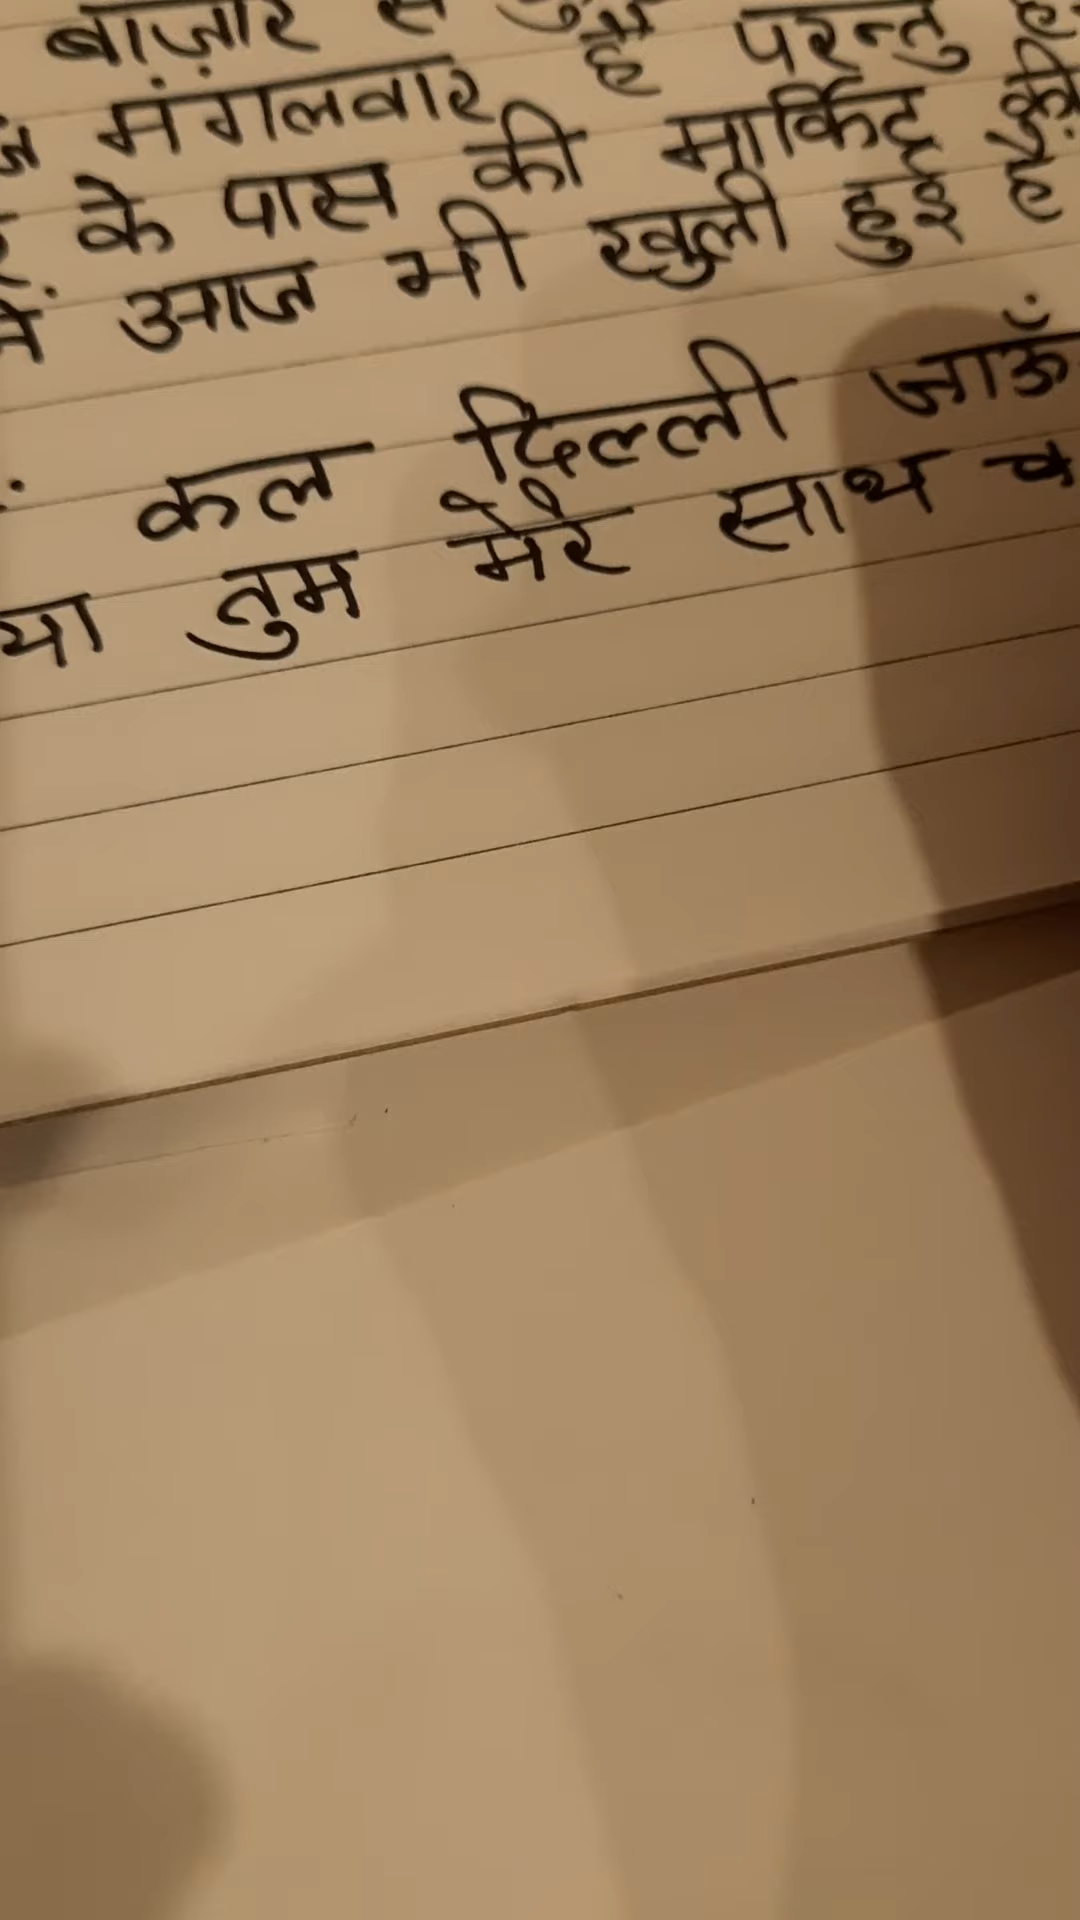 बाज़ार
मंगलवार है परन्तु
के पास की मार्किट
आज भी खुली हुई है
कल दिल्ली जाऊँ
तुम मेरे साथ